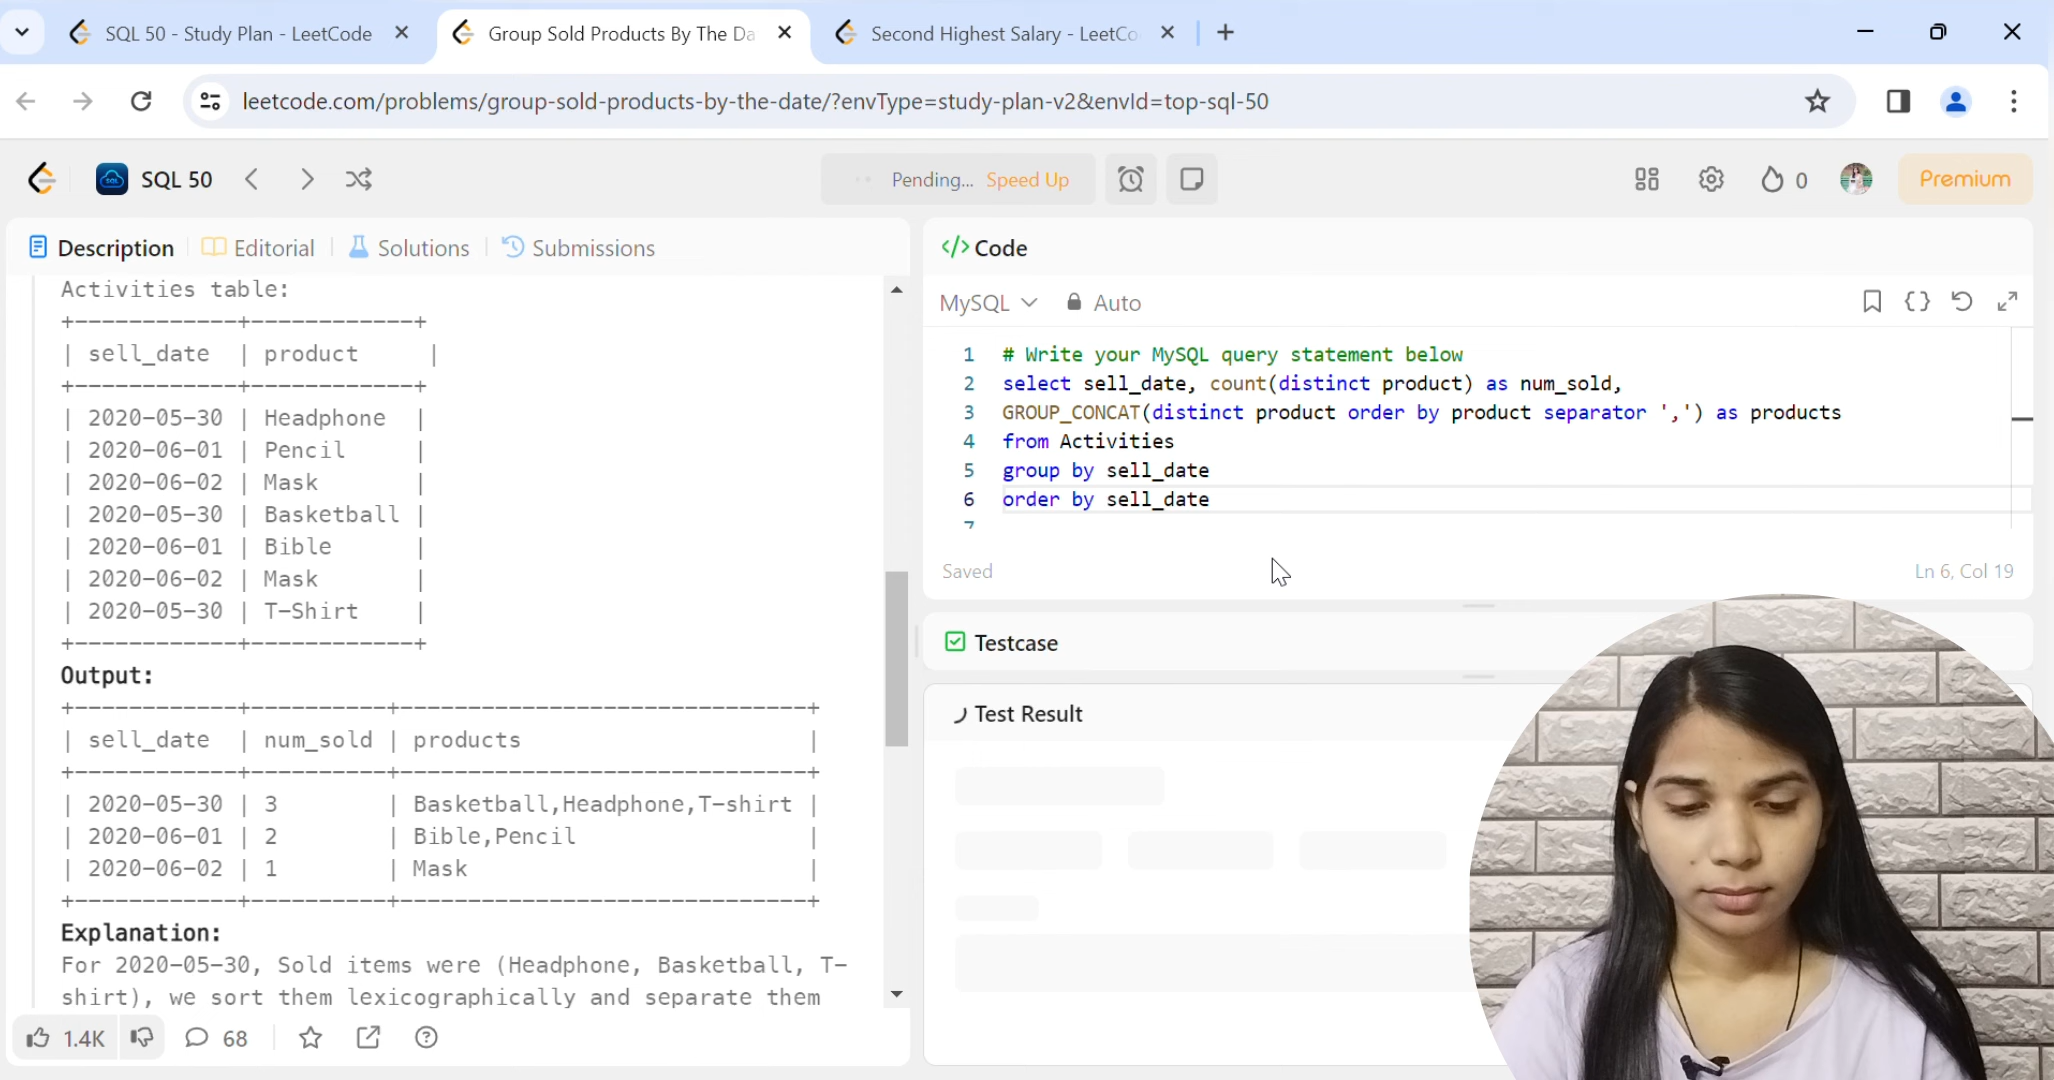 SQL 50 - Study Plan - LeetCode
Group Sold Products By The Da
Second Highest Salary - LeetCo
leetcode.com/problems/group-sold-products-by-the-date/?envType=study-plan-v2&envId=top-sql-50
SQL 50
Pending... Speed Up
0
Premium
Description
Editorial
Solutions
Submissions
Activities table:
+------------+------------+
| sell_date | product |
+------------+------------+
| 2020-05-30 | Headphone |
| 2020-06-01 | Pencil |
| 2020-06-02 | Mask |
| 2020-05-30 | Basketball |
| 2020-06-01 | Bible |
| 2020-06-02 | Mask |
| 2020-05-30 | T-Shirt |
+------------+------------+
Output:
+------------+----------+------------------------------+
| sell_date | num_sold | products |
+------------+----------+------------------------------+
| 2020-05-30 | 3 | Basketball,Headphone,T-shirt |
| 2020-06-01 | 2 | Bible,Pencil |
| 2020-06-02 | 1 | Mask |
+------------+----------+------------------------------+
Explanation:
For 2020-05-30, Sold items were (Headphone, Basketball, T-
shirt), we sort them lexicographically and separate them
1.4K
68
</> Code
MySQL
Auto
1 # Write your MySQL query statement below
2 select sell_date, count(distinct product) as num_sold,
3 GROUP_CONCAT(distinct product order by product separator ',') as products
4 from Activities
5 group by sell_date
6 order by sell_date
7
Saved
Ln 6, Col 19
Testcase
Test Result